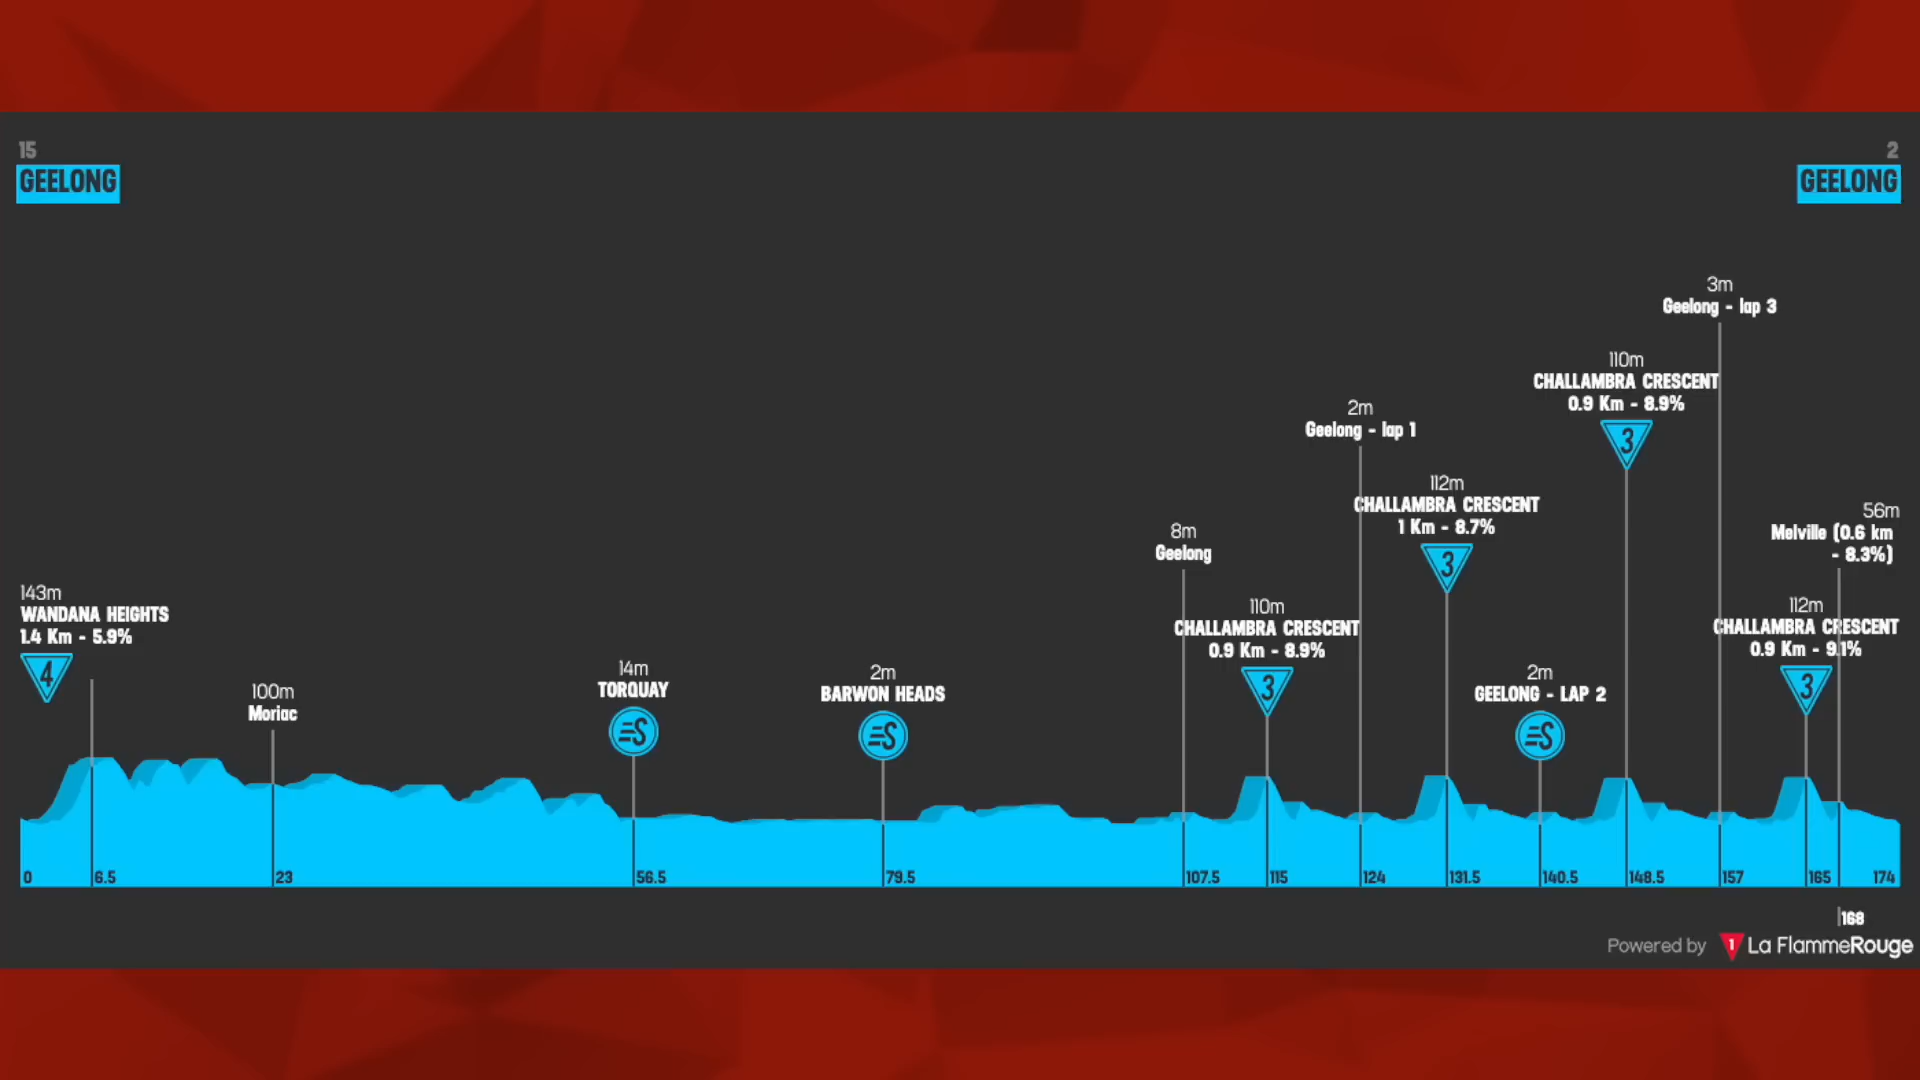 15
GEELONG
2
GEELONG
143m
WANDANA HEIGHTS
1.4 Km - 5.9%
4
100m
Moriac
14m
TORQUAY
S
2m
BARWON HEADS
S
8m
Geelong
110m
CHALLAMBRA CRESCENT
0.9 Km - 8.9%
3
2m
Geelong - lap 1
112m
CHALLAMBRA CRESCENT
1 Km - 8.7%
3
2m
GEELONG - LAP 2
S
110m
CHALLAMBRA CRESCENT
0.9 Km - 8.9%
3
3m
Geelong - lap 3
112m
CHALLAMBRA CRESCENT
0.9 Km - 9.1%
3
56m
Melville (0.6 km
- 8.3%)
0
6.5
23
56.5
79.5
107.5
115
124
131.5
140.5
148.5
157
165
174
168
Powered by 1 La FlammeRouge